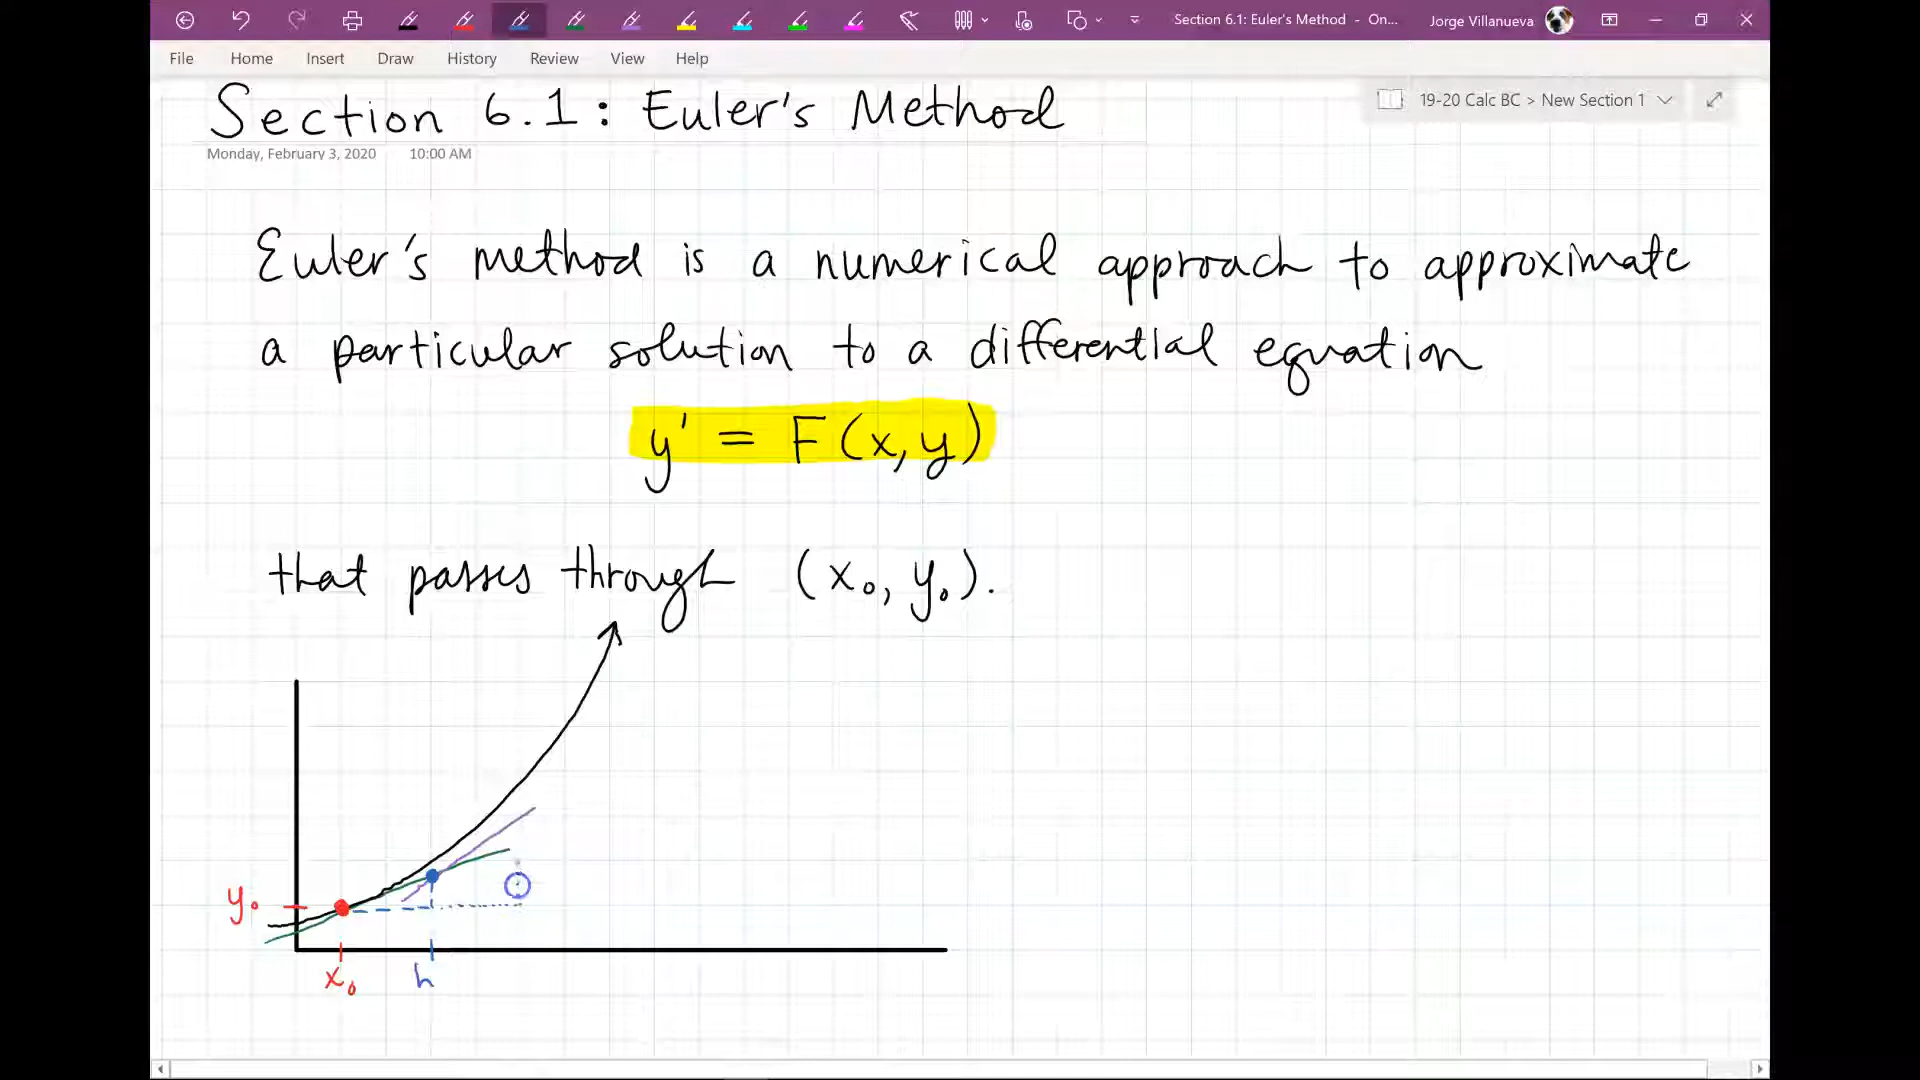 Section 6.1: Euler's Method - On...
Jorge Villanueva
File Home Insert Draw History Review View Help
Section 6.1: Euler's Method
19-20 Calc BC > New Section 1
Monday, February 3, 2020 10:00 AM
Euler's method is a numerical approach to approximate
a particular solution to a differential equation
y' = F(x, y)
that passes through (x₀, y₀).
y₀
x₀ h